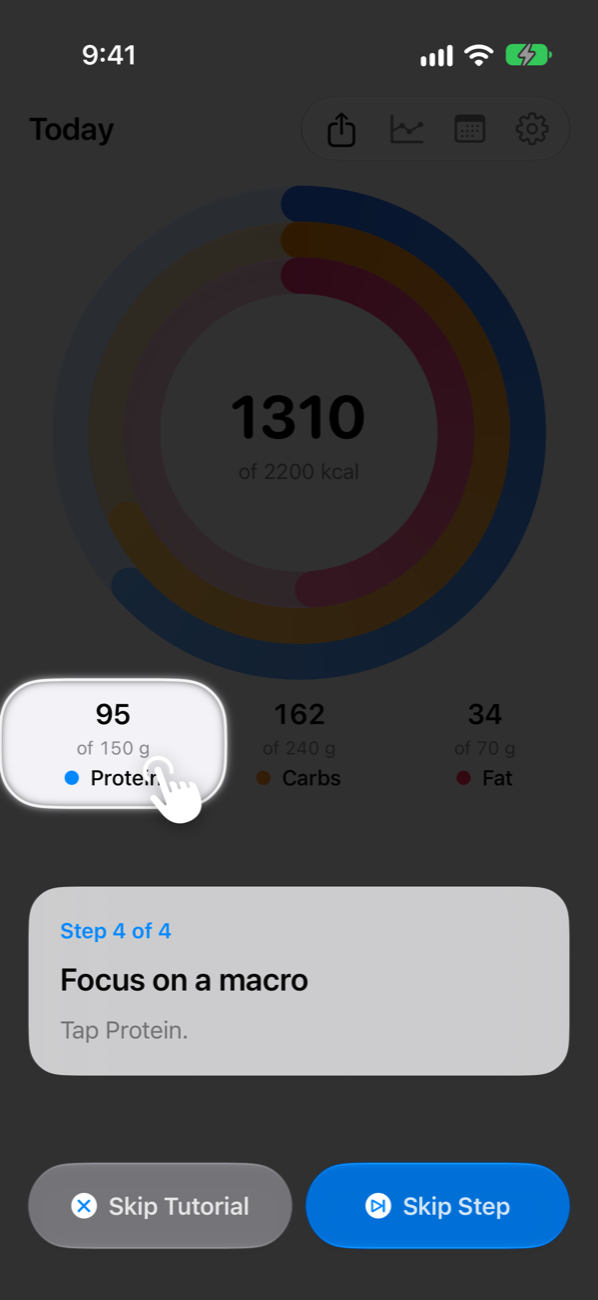 9:41
Today
1310
of 2200 kcal
95
of 150 g
Protein
162
of 240 g
Carbs
34
of 70 g
Fat
Step 4 of 4
Focus on a macro
Tap Protein.
Skip Tutorial
Skip Step